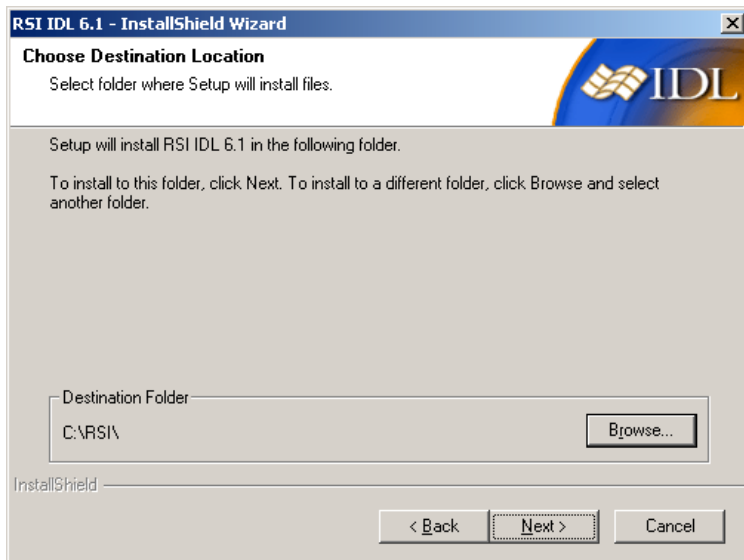 RSI IDL 6.1 - InstallShield Wizard
Choose Destination Location
Select folder where Setup will install files.
IDL
Setup will install RSI IDL 6.1 in the following folder.
To install to this folder, click Next. To install to a different folder, click Browse and select
another folder.
Destination Folder
C:\RSI\
Browse...
InstallShield
< Back
Next >
Cancel